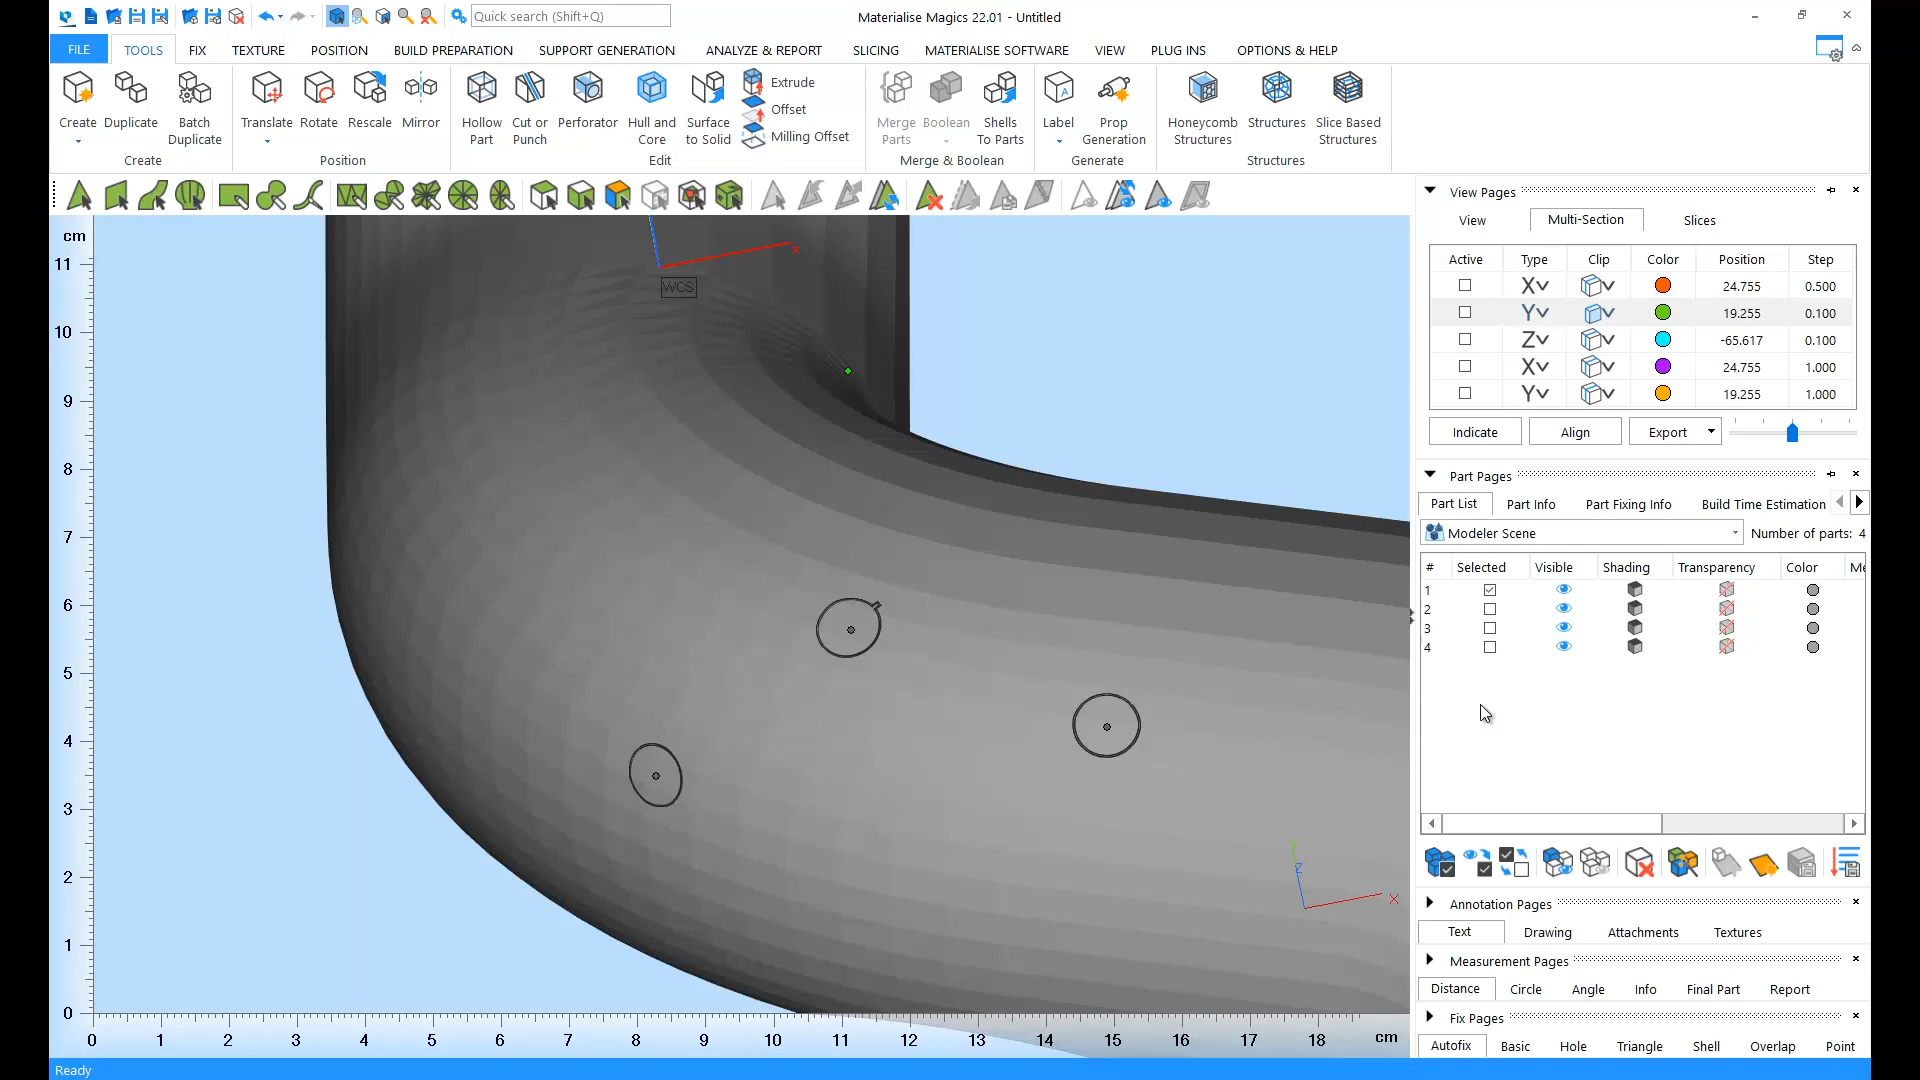 Quick search (Shift+Q)
Materialise Magics 22.01 - Untitled
FILE TOOLS FIX TEXTURE POSITION BUILD PREPARATION SUPPORT GENERATION ANALYZE & REPORT SLICING MATERIALISE SOFTWARE VIEW PLUG INS OPTIONS & HELP
Create Duplicate Batch Duplicate
Create
Translate Rotate Rescale Mirror
Position
Hollow Part Cut or Punch Perforator Hull and Core Surface to Solid
Extrude
Offset
Milling Offset
Edit
Merge Parts Boolean Shells To Parts
Merge & Boolean
Label Prop Generation
Generate
Honeycomb Structures Structures Slice Based Structures
Structures
cm
11
10
9
8
7
6
5
4
3
2
1
0
0 1 2 3 4 5 6 7 8 9 10 11 12 13 14 15 16 17 18 cm
x
WCS
Y
Z
X
View Pages
View Multi-Section Slices
Active Type Clip Color Position Step
X 24.755 0.500
Y 19.255 0.100
Z -65.617 0.100
X 24.755 1.000
Y 19.255 1.000
Indicate Align Export
Part Pages
Part List Part Info Part Fixing Info Build Time Estimation
Modeler Scene Number of parts: 4
# Selected Visible Shading Transparency Color Me
1
2
3
4
Annotation Pages
Text Drawing Attachments Textures
Measurement Pages
Distance Circle Angle Info Final Part Report
Fix Pages
Autofix Basic Hole Triangle Shell Overlap Point
Ready